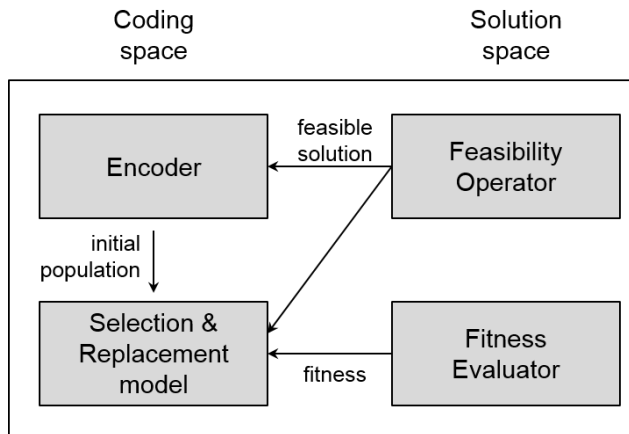 Coding
space
Solution
space
Encoder
feasible
solution
Feasibility
Operator
initial
population
Selection &
Replacement
model
fitness
Fitness
Evaluator